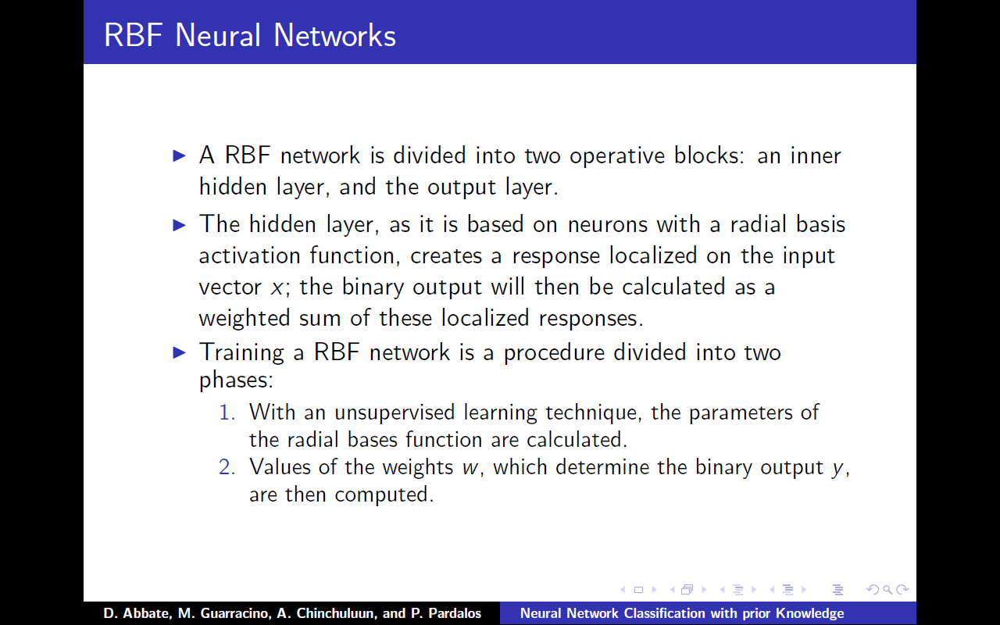 RBF Neural Networks
A RBF network is divided into two operative blocks: an inner
hidden layer, and the output layer.
The hidden layer, as it is based on neurons with a radial basis
activation function, creates a response localized on the input
vector x; the binary output will then be calculated as a
weighted sum of these localized responses.
Training a RBF network is a procedure divided into two
phases:
1. With an unsupervised learning technique, the parameters of
the radial bases function are calculated.
2. Values of the weights w, which determine the binary output y,
are then computed.
D. Abbate, M. Guarracino, A. Chinchuluun, and P. Pardalos
Neural Network Classification with prior Knowledge